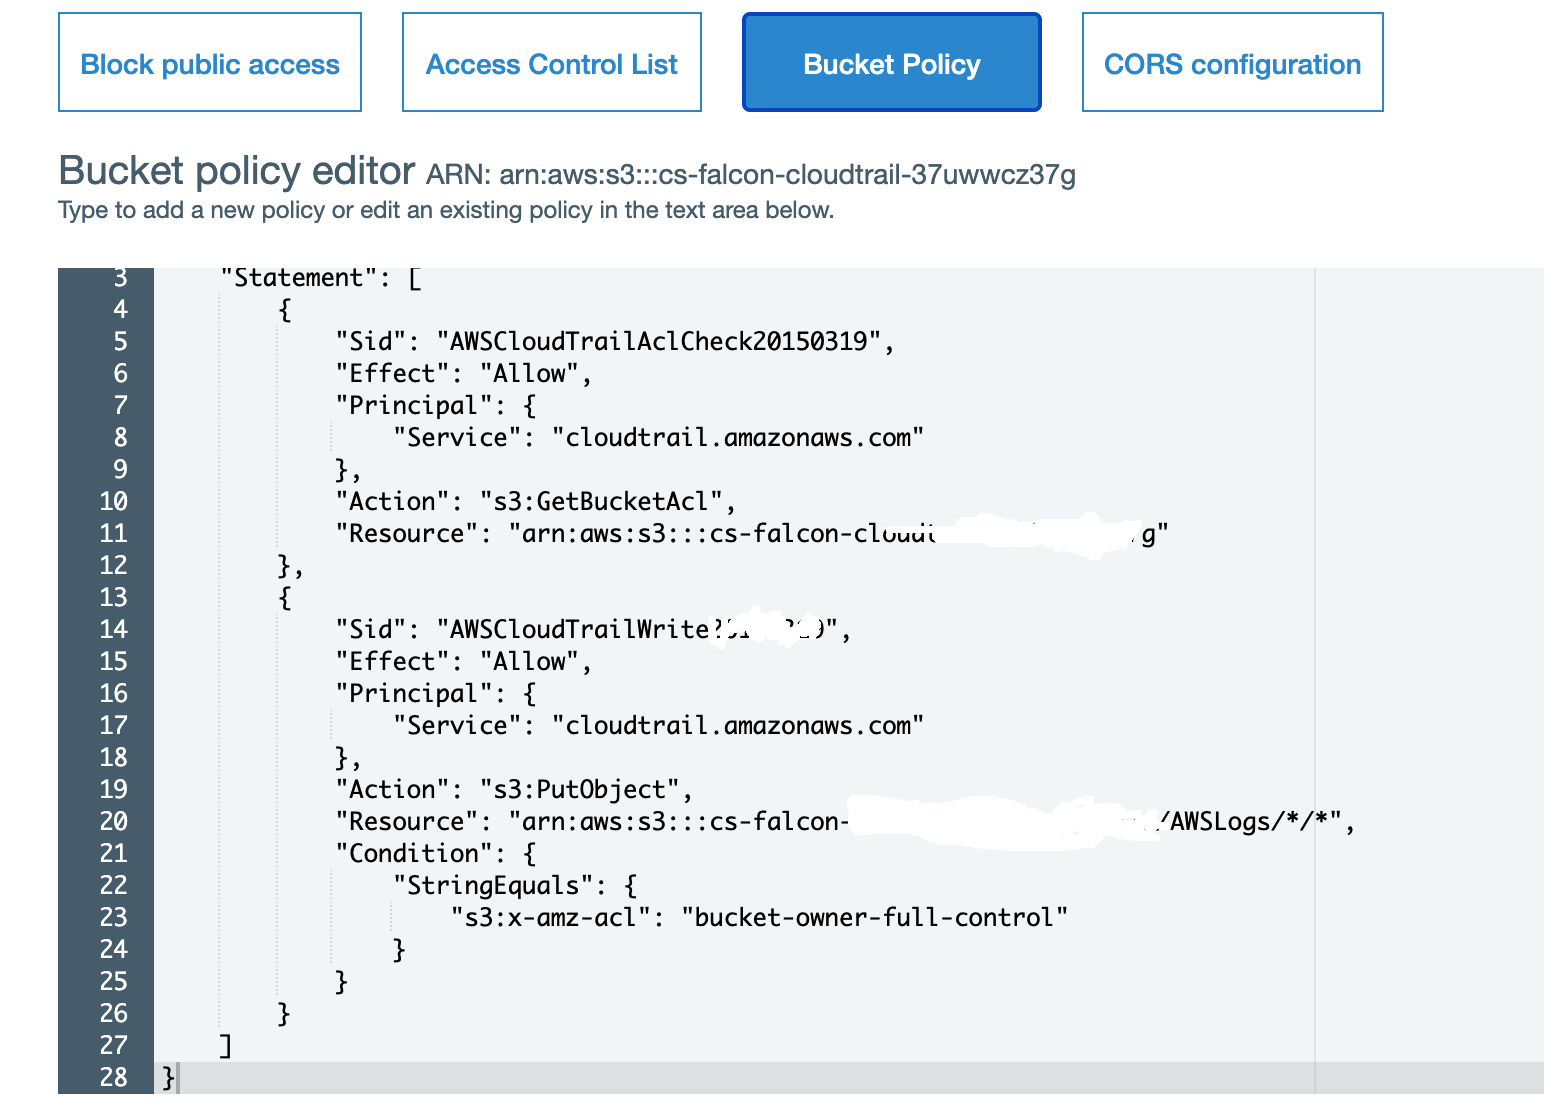 Block public access
Access Control List
Bucket Policy
CORS configuration
Bucket policy editor ARN: arn:aws:s3:::cs-falcon-cloudtrail-37uwwcz37g
Type to add a new policy or edit an existing policy in the text area below.
3 "Statement": [
4 {
5 "Sid": "AWSCloudTrailAclCheck20150319",
6 "Effect": "Allow",
7 "Principal": {
8 "Service": "cloudtrail.amazonaws.com"
9 },
10 "Action": "s3:GetBucketAcl",
11 "Resource": "arn:aws:s3:::cs-falcon-cloudt g"
12 },
13 {
14 "Sid": "AWSCloudTrailWrite 9",
15 "Effect": "Allow",
16 "Principal": {
17 "Service": "cloudtrail.amazonaws.com"
18 },
19 "Action": "s3:PutObject",
20 "Resource": "arn:aws:s3:::cs-falcon- /AWSLogs/*/*",
21 "Condition": {
22 "StringEquals": {
23 "s3:x-amz-acl": "bucket-owner-full-control"
24 }
25 }
26 }
27 ]
28 }